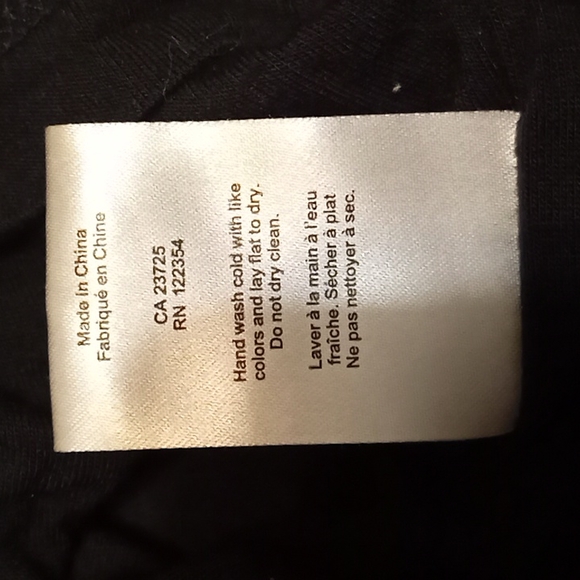 Made in China
Fabriqué en Chine
CA 23725
RN 122354
Hand wash cold with like
colors and lay flat to dry.
Do not dry clean.
Laver à la main à l'eau
fraîche. Sécher à plat
Ne pas nettoyer à sec.